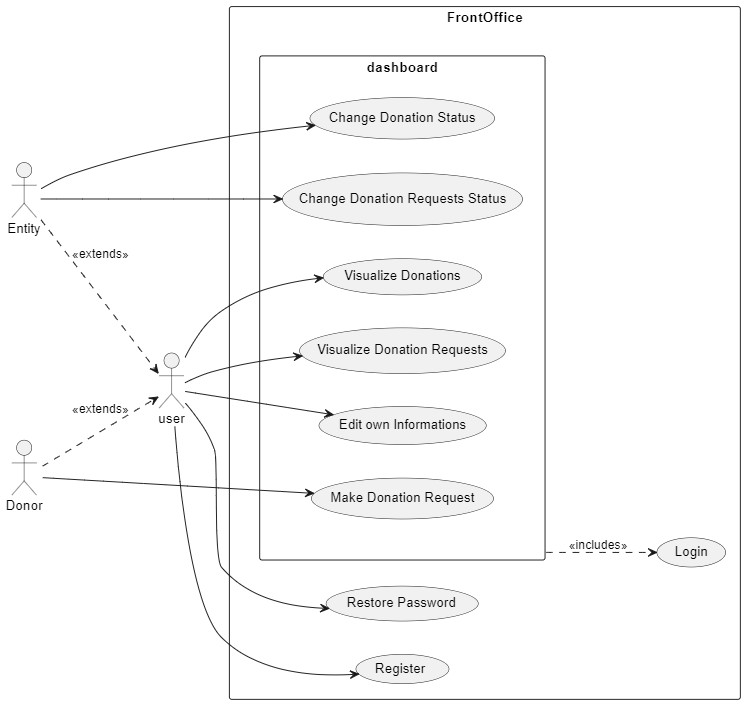 FrontOffice
dashboard
Change Donation Status
Change Donation Requests Status
Entity
«extends»
Visualize Donations
Visualize Donation Requests
user
«extends»
Edit own Informations
Donor
Make Donation Request
«includes»
Login
Restore Password
Register